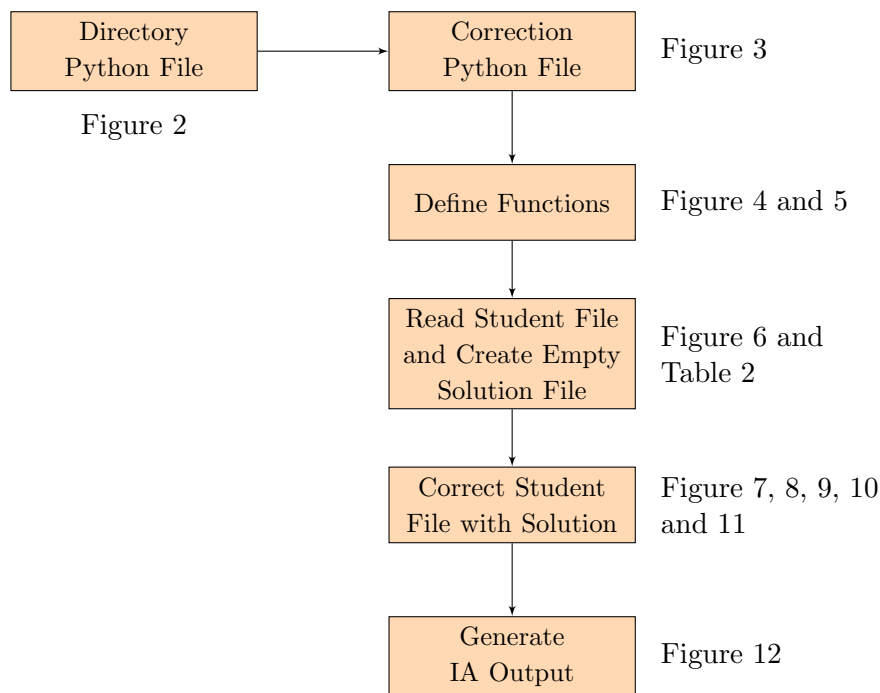 Directory
Python File
Figure 2
Correction
Python File
Figure 3
Define Functions
Figure 4 and 5
Read Student File
and Create Empty
Solution File
Figure 6 and
Table 2
Correct Student
File with Solution
Figure 7, 8, 9, 10
and 11
Generate
IA Output
Figure 12